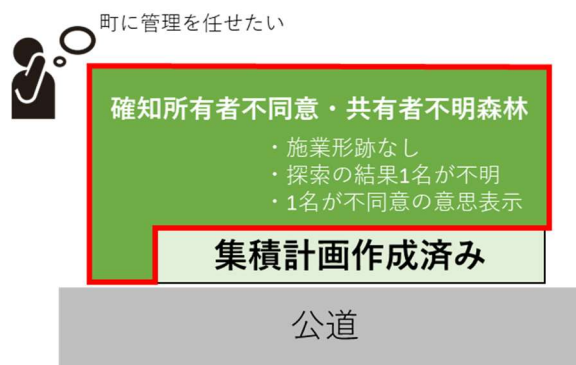 町に管理を任せたい
確知所有者不同意・共有者不明森林
・施業形跡なし
・探索の結果1名が不明
・1名が不同意の意思表示
集積計画作成済み
公道